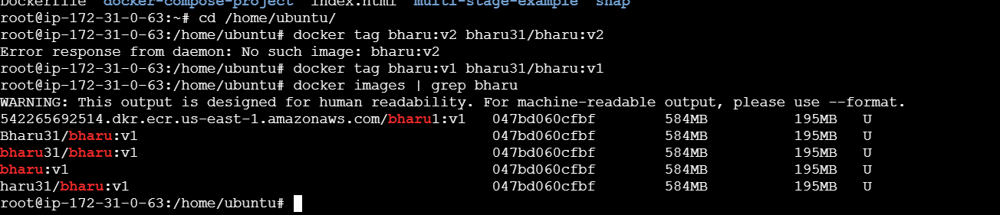 Dockerfile  docker-compose-project  index.html  multi-stage-example  snap
root@ip-172-31-0-63:~# cd /home/ubuntu/
root@ip-172-31-0-63:/home/ubuntu# docker tag bharu:v2 bharu31/bharu:v2
Error response from daemon: No such image: bharu:v2
root@ip-172-31-0-63:/home/ubuntu# docker tag bharu:v1 bharu31/bharu:v1
root@ip-172-31-0-63:/home/ubuntu# docker images | grep bharu
WARNING: This output is designed for human readability. For machine-readable output, please use --format.
542265692514.dkr.ecr.us-east-1.amazonaws.com/bharu1:v1   047bd060cfbf        584MB          195MB   U
Bharu31/bharu:v1                                         047bd060cfbf        584MB          195MB   U
bharu31/bharu:v1                                         047bd060cfbf        584MB          195MB   U
bharu:v1                                                 047bd060cfbf        584MB          195MB   U
haru31/bharu:v1                                          047bd060cfbf        584MB          195MB   U
root@ip-172-31-0-63:/home/ubuntu#